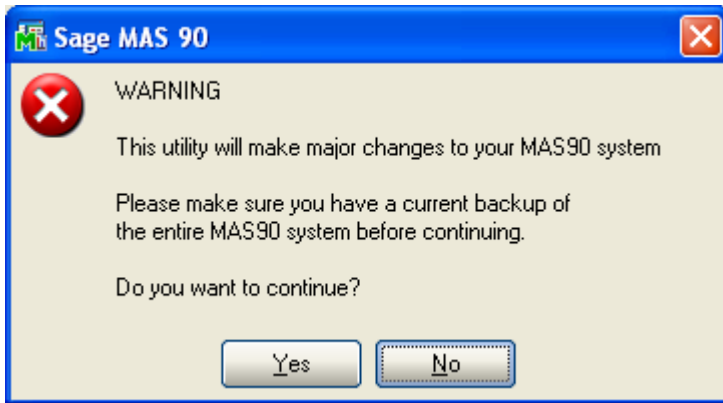 Sage MAS 90
WARNING
This utility will make major changes to your MAS90 system
Please make sure you have a current backup of
the entire MAS90 system before continuing.
Do you want to continue?
Yes
No